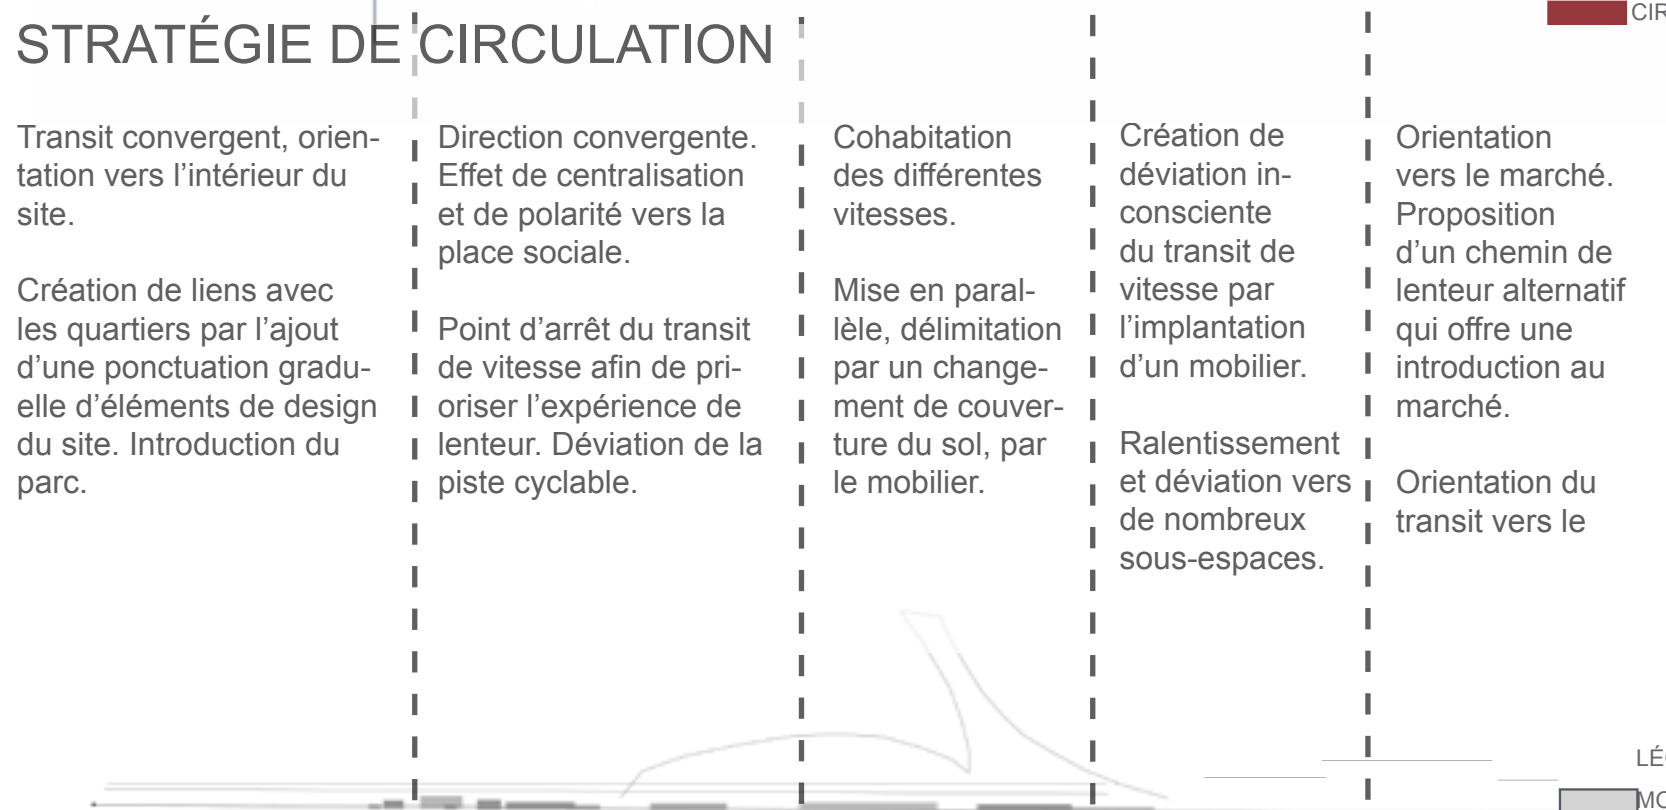 CIR
STRATÉGIE DE CIRCULATION
Transit convergent, orien-
tation vers l’intérieur du
site.
Création de liens avec
les quartiers par l’ajout
d’une ponctuation gradu-
elle d’éléments de design
du site. Introduction du
parc.
Direction convergente.
Effet de centralisation
et de polarité vers la
place sociale.
Point d’arrêt du transit
de vitesse afin de pri-
oriser l’expérience de
lenteur. Déviation de la
piste cyclable.
Cohabitation
des différentes
vitesses.
Mise en paral-
lèle, délimitation
par un change-
ment de couver-
ture du sol, par
le mobilier.
Création de
déviation in-
consciente
du transit de
vitesse par
l’implantation
d’un mobilier.
Ralentissement
et déviation vers
de nombreux
sous-espaces.
Orientation
vers le marché.
Proposition
d’un chemin de
lenteur alternatif
qui offre une
introduction au
marché.
Orientation du
transit vers le